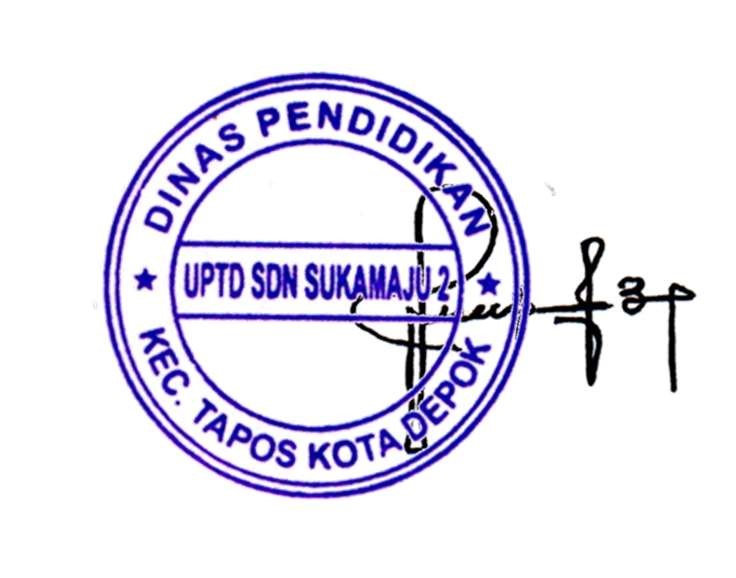 DINAS PENDIDIKAN
UPTD SDN SUKAMAJU 2
KEC. TAPOS KOTA DEPOK